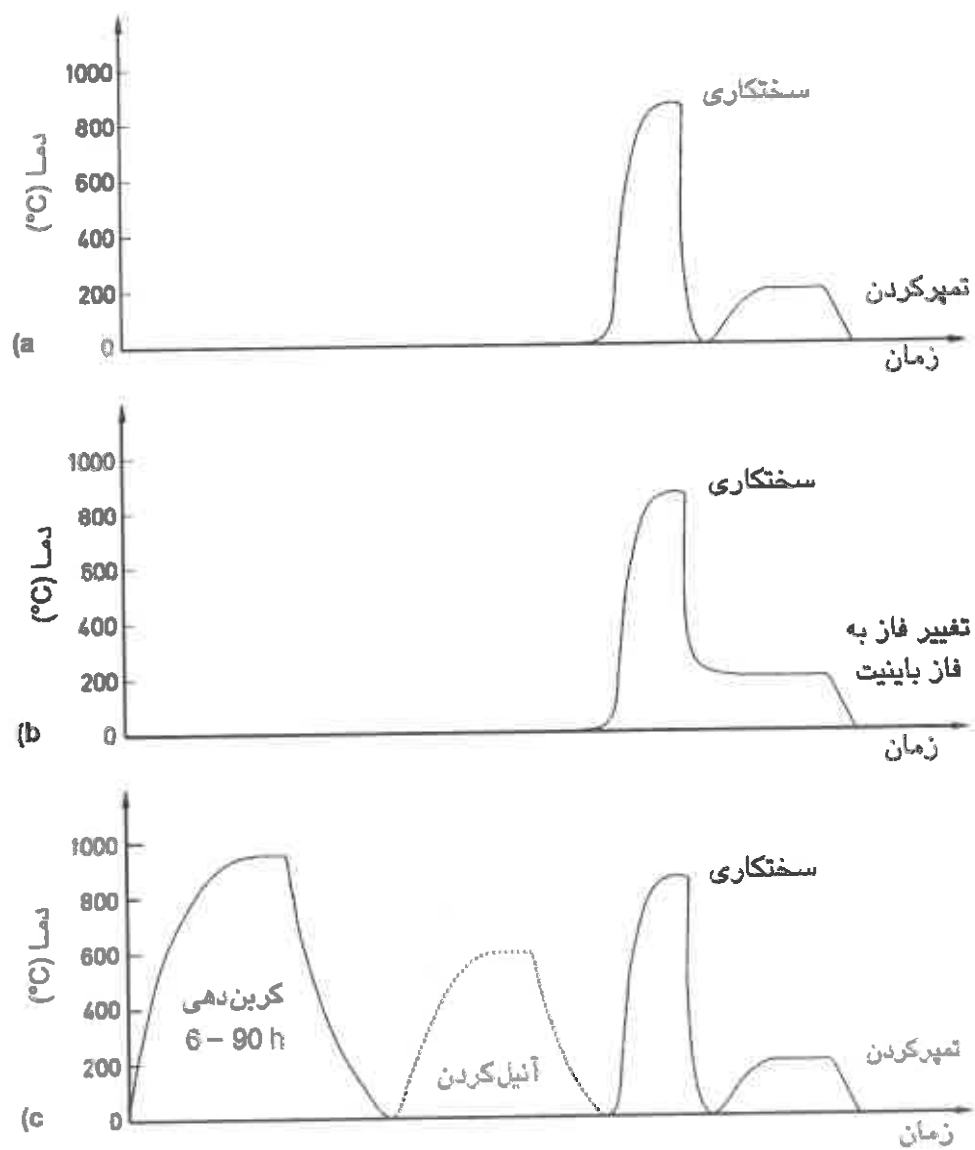 1000
800
600
400
200
0
دما (°C)
سختکاری
تمپرکردن
زمان
(a
1000
800
600
400
200
0
دما (°C)
سختکاری
تغییر فاز به
فاز باینیت
زمان
(b
1000
800
600
400
200
0
دما (°C)
کربن‌دهی
6 – 90 h
آنیل‌کردن
سختکاری
تمپرکردن
زمان
(c